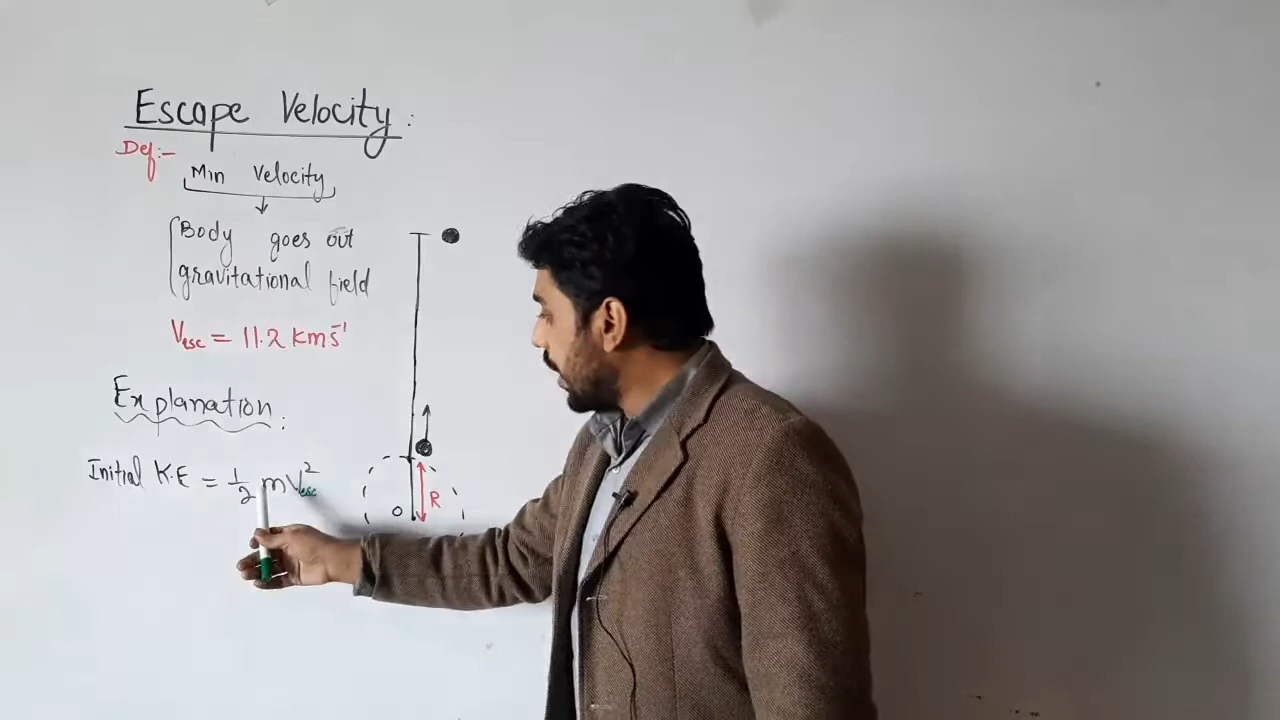 Escape Velocity:
Def:-
Min Velocity
Body goes out
gravitational field
Vesc = 11.2 kms⁻¹
Explanation:
Initial K.E = 1/2 mVesc²
R
O